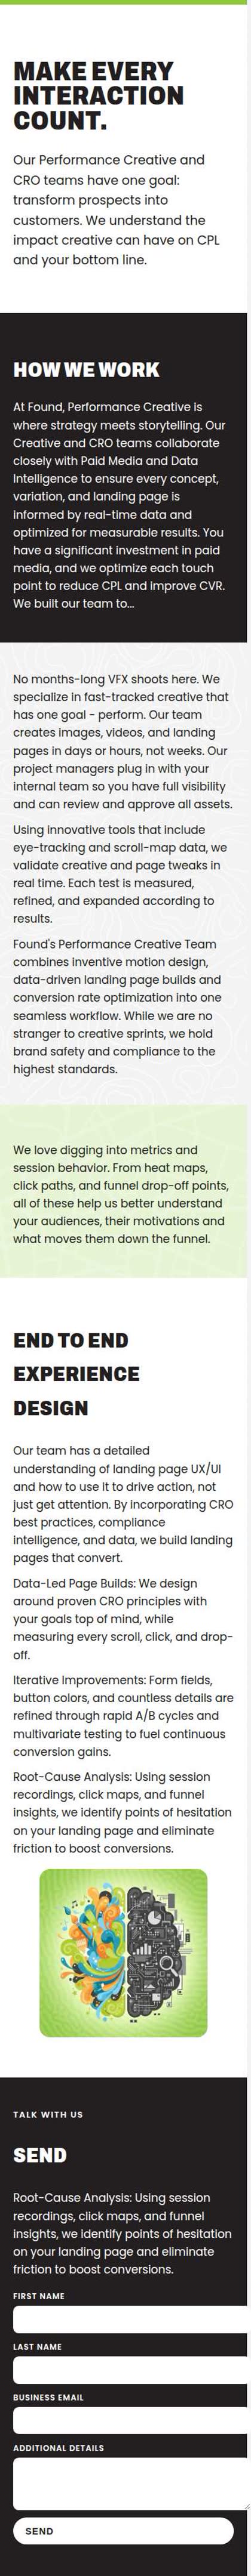 MAKE EVERY
INTERACTION
COUNT.
Our Performance Creative and
CRO teams have one goal:
transform prospects into
customers. We understand the
impact creative can have on CPL
and your bottom line.
HOW WE WORK
At Found, Performance Creative is
where strategy meets storytelling. Our
Creative and CRO teams collaborate
closely with Paid Media and Data
Intelligence to ensure every concept,
variation, and landing page is
informed by real-time data and
optimized for measurable results. You
have a significant investment in paid
media, and we optimize each touch
point to reduce CPL and improve CVR.
We built our team to...
No months-long VFX shoots here. We
specialize in fast-tracked creative that
has one goal - perform. Our team
creates images, videos, and landing
pages in days or hours, not weeks. Our
project managers plug in with your
internal team so you have full visibility
and can review and approve all assets.
Using innovative tools that include
eye-tracking and scroll-map data, we
validate creative and page tweaks in
real time. Each test is measured,
refined, and expanded according to
results.
Found's Performance Creative Team
combines inventive motion design,
data-driven landing page builds and
conversion rate optimization into one
seamless workflow. While we are no
stranger to creative sprints, we hold
brand safety and compliance to the
highest standards.
We love digging into metrics and
session behavior. From heat maps,
click paths, and funnel drop-off points,
all of these help us better understand
your audiences, their motivations and
what moves them down the funnel.
END TO END
EXPERIENCE
DESIGN
Our team has a detailed
understanding of landing page UX/UI
and how to use it to drive action, not
just get attention. By incorporating CRO
best practices, compliance
intelligence, and data, we build landing
pages that convert.
Data-Led Page Builds: We design
around proven CRO principles with
your goals top of mind, while
measuring every scroll, click, and drop-
off.
Iterative Improvements: Form fields,
button colors, and countless details are
refined through rapid A/B cycles and
multivariate testing to fuel continuous
conversion gains.
Root-Cause Analysis: Using session
recordings, click maps, and funnel
insights, we identify points of hesitation
on your landing page and eliminate
friction to boost conversions.
TALK WITH US
SEND
Root-Cause Analysis: Using session
recordings, click maps, and funnel
insights, we identify points of hesitation
on your landing page and eliminate
friction to boost conversions.
FIRST NAME
LAST NAME
BUSINESS EMAIL
ADDITIONAL DETAILS
SEND